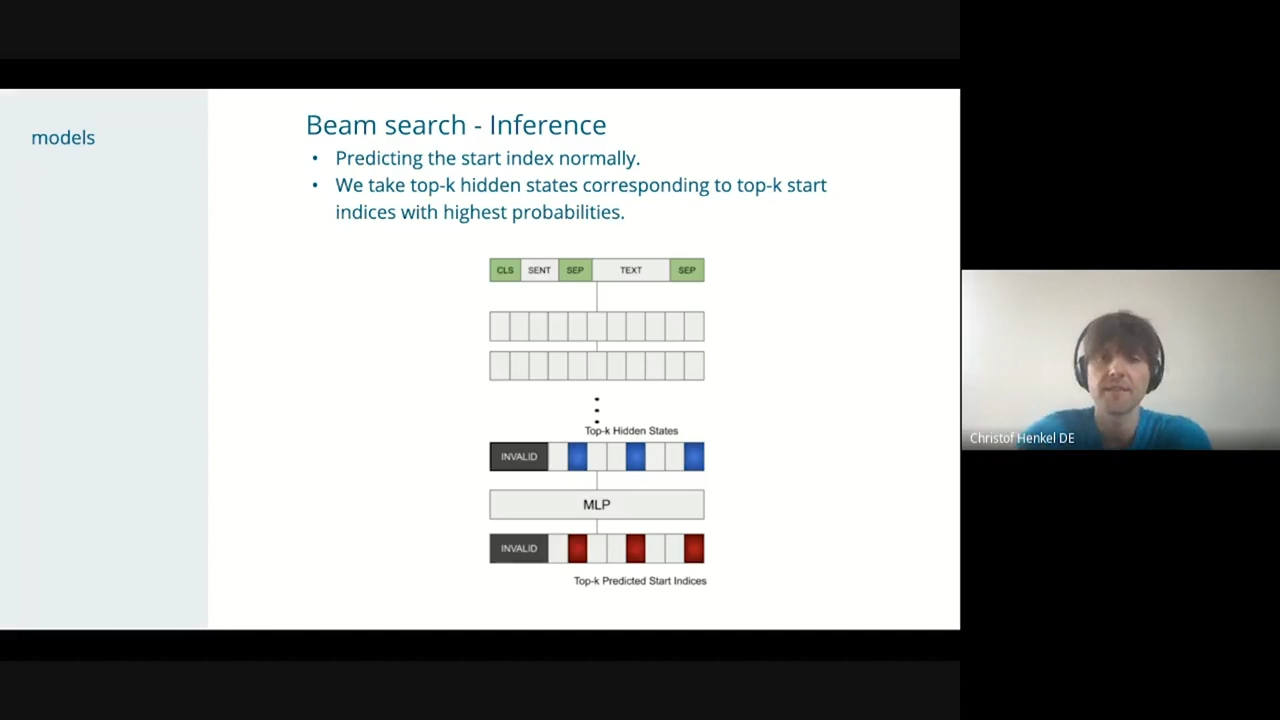 models
Beam search - Inference
• Predicting the start index normally.
• We take top-k hidden states corresponding to top-k start
indices with highest probabilities.
CLS SENT SEP TEXT SEP
Top-k Hidden States
INVALID
MLP
INVALID
Top-k Predicted Start Indices
Christof Henkel DE